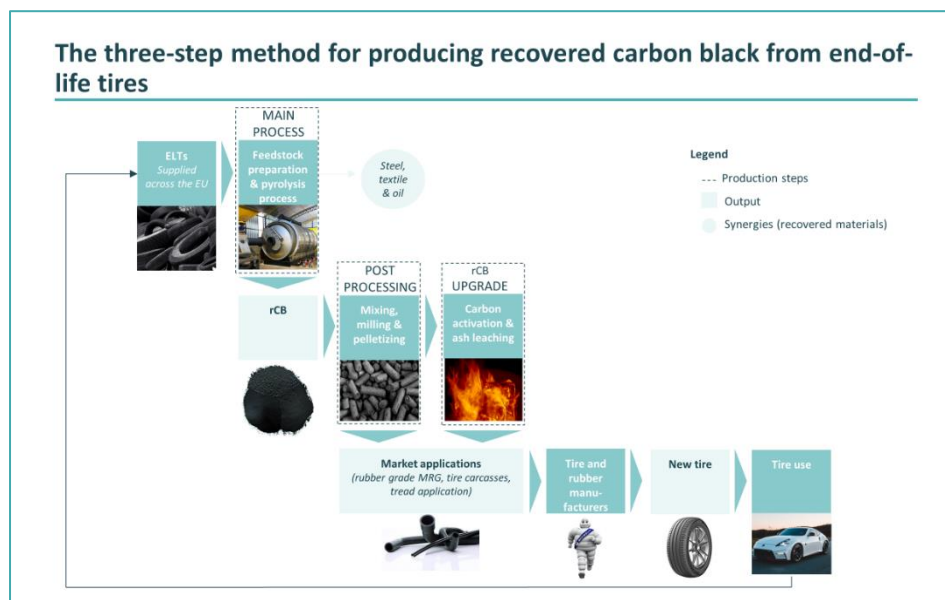 The three-step method for producing recovered carbon black from end-of-
life tires
MAIN
PROCESS
ELTs
Supplied
across the EU
Feedstock
preparation
& pyrolysis
process
Steel,
textile
& oil
Legend
Production steps
Output
Synergies (recovered materials)
rCB
POST
PROCESSING
Mixing,
milling &
pelletizing
rCB
UPGRADE
Carbon
activation &
ash leaching
Market applications
(rubber grade MRG, tire carcasses,
tread application)
Tire and
rubber
manu-
facturers
New tire
Tire use